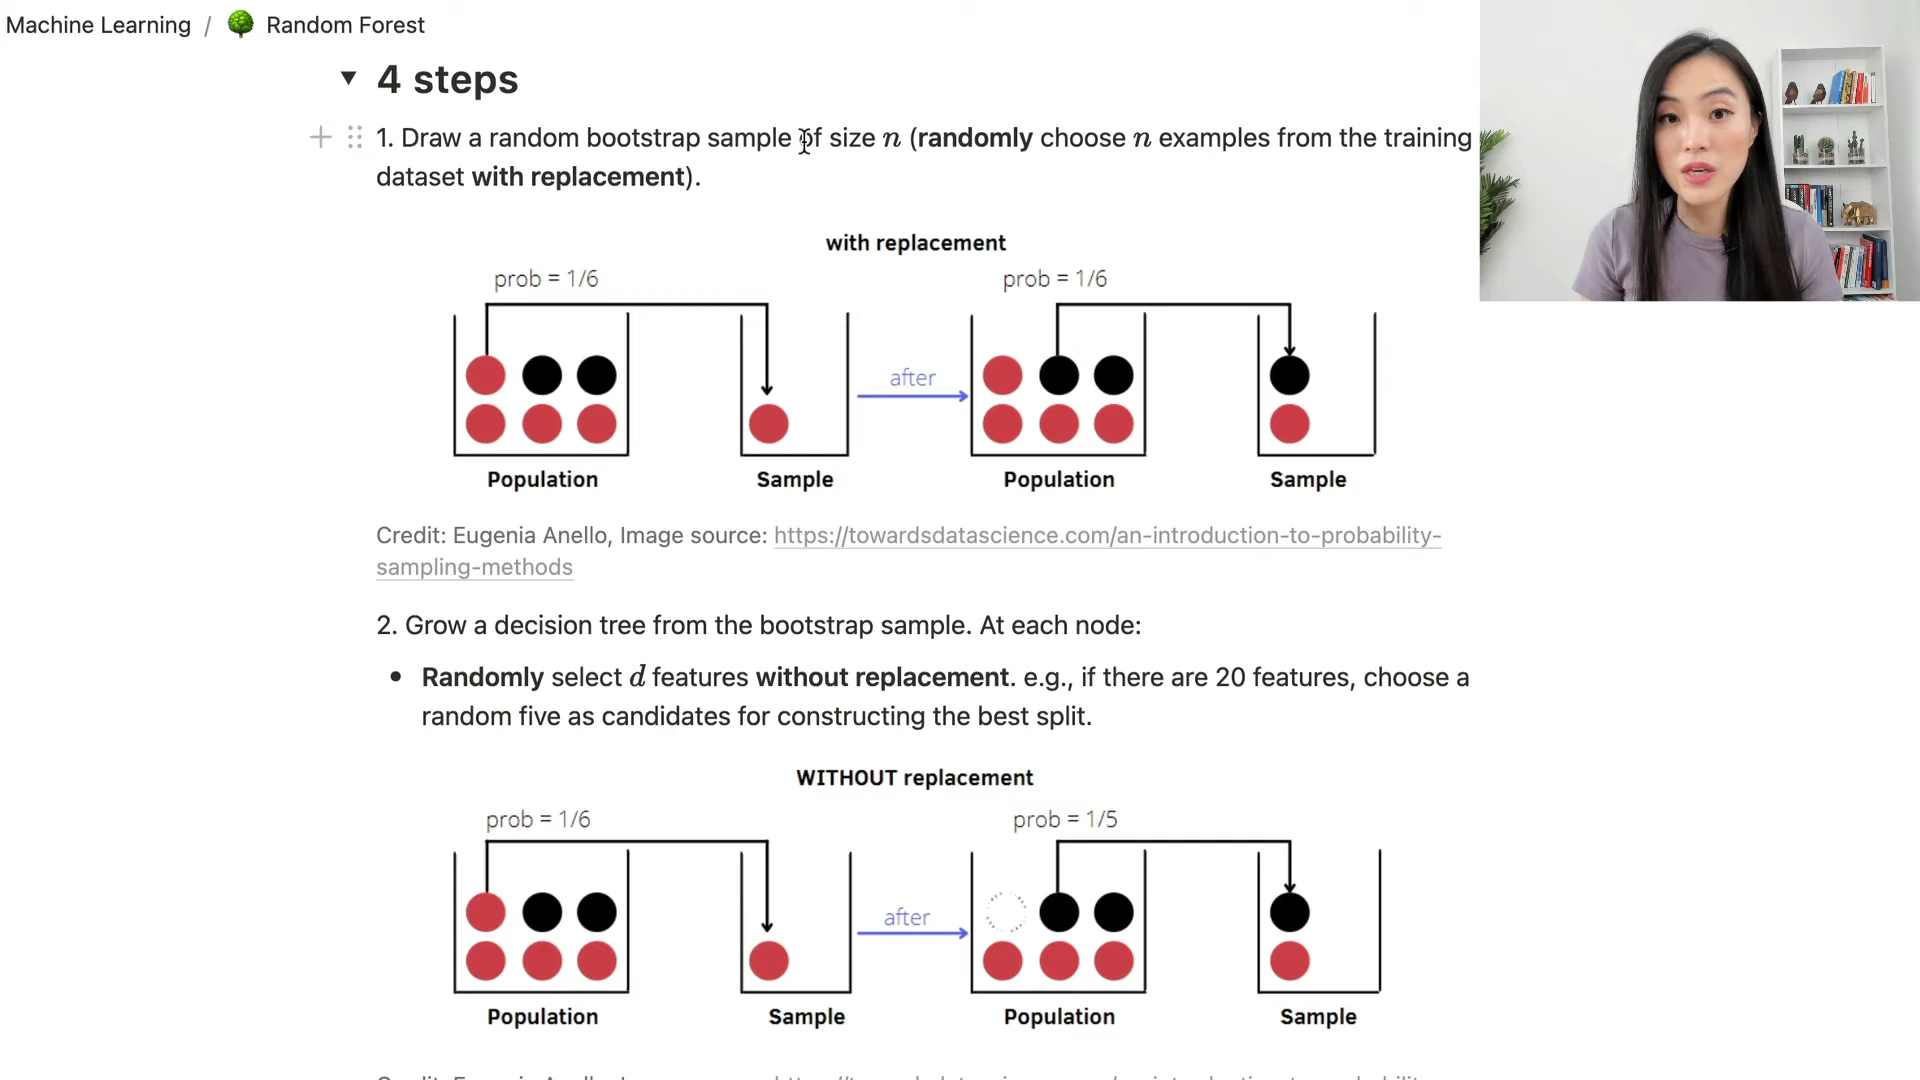 Machine Learning / Random Forest
4 steps
1. Draw a random bootstrap sample of size n (randomly choose n examples from the training
dataset with replacement).
with replacement
prob = 1/6 prob = 1/6
after
Population Sample Population Sample
Credit: Eugenia Anello, Image source: https://towardsdatascience.com/an-introduction-to-probability-
sampling-methods
2. Grow a decision tree from the bootstrap sample. At each node:
• Randomly select d features without replacement. e.g., if there are 20 features, choose a
random five as candidates for constructing the best split.
WITHOUT replacement
prob = 1/6 prob = 1/5
after
Population Sample Population Sample